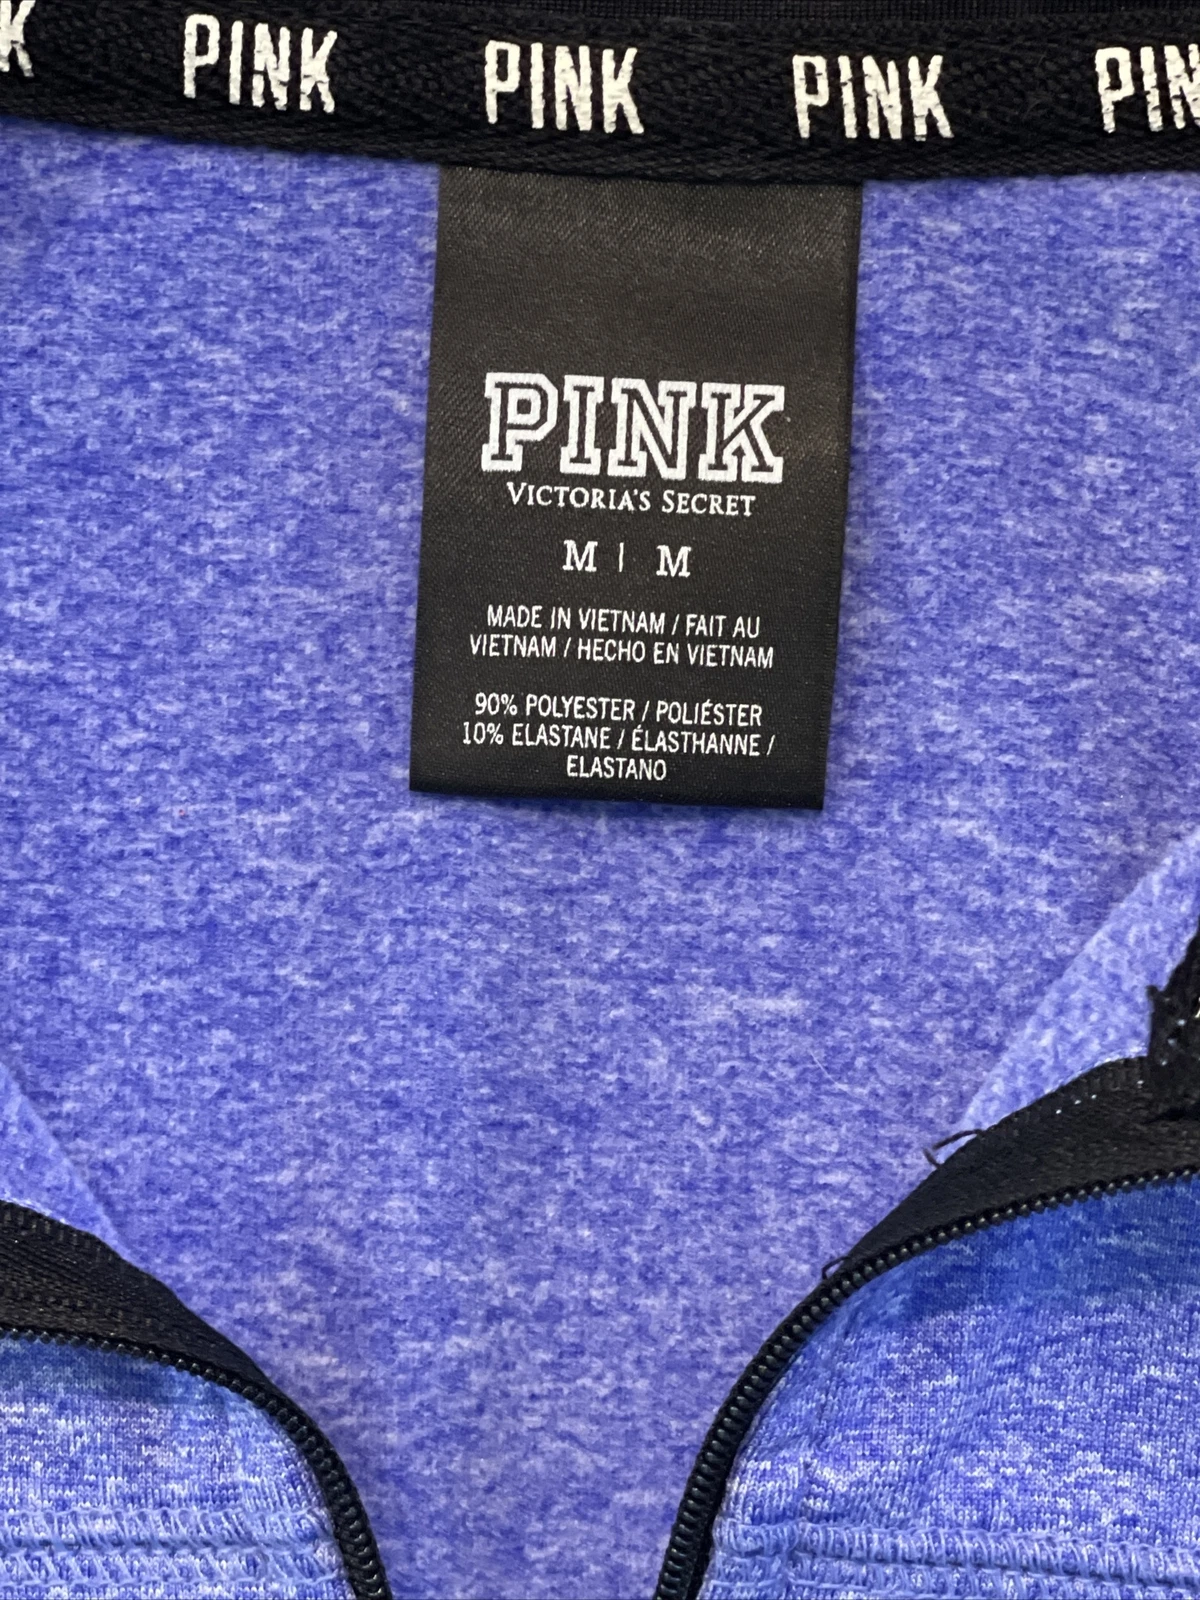 K PINK PINK PINK PIN
PINK
VICTORIA'S SECRET
M | M
MADE IN VIETNAM / FAIT AU
VIETNAM / HECHO EN VIETNAM
90% POLYESTER / POLIÉSTER
10% ELASTANE / ÉLASTHANNE /
ELASTANO